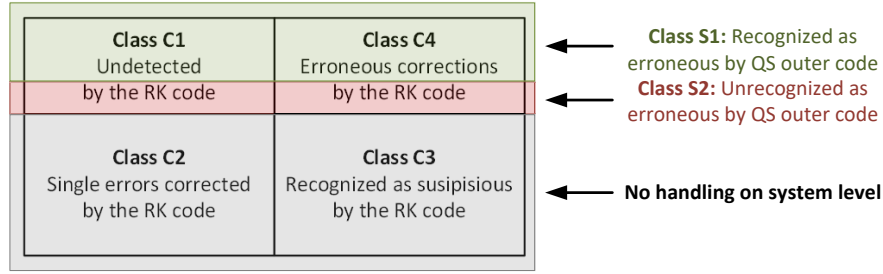 Class C1
Undetected
by the RK code
Class C4
Erroneous corrections
by the RK code
Class C2
Single errors corrected
by the RK code
Class C3
Recognized as susipisious
by the RK code
Class S1: Recognized as
erroneous by QS outer code
Class S2: Unrecognized as
erroneous by QS outer code
No handling on system level